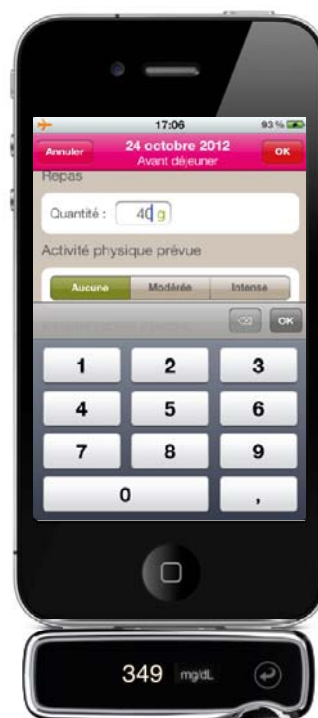 17:06 93 %
Annuler 24 octobre 2012 OK
Avant déjeuner
Repas
Quantité : 40 g
Activité physique prévue
Aucune Modérée Intense
OK
1 2 3
4 5 6
7 8 9
0 ,
349 mg/dL